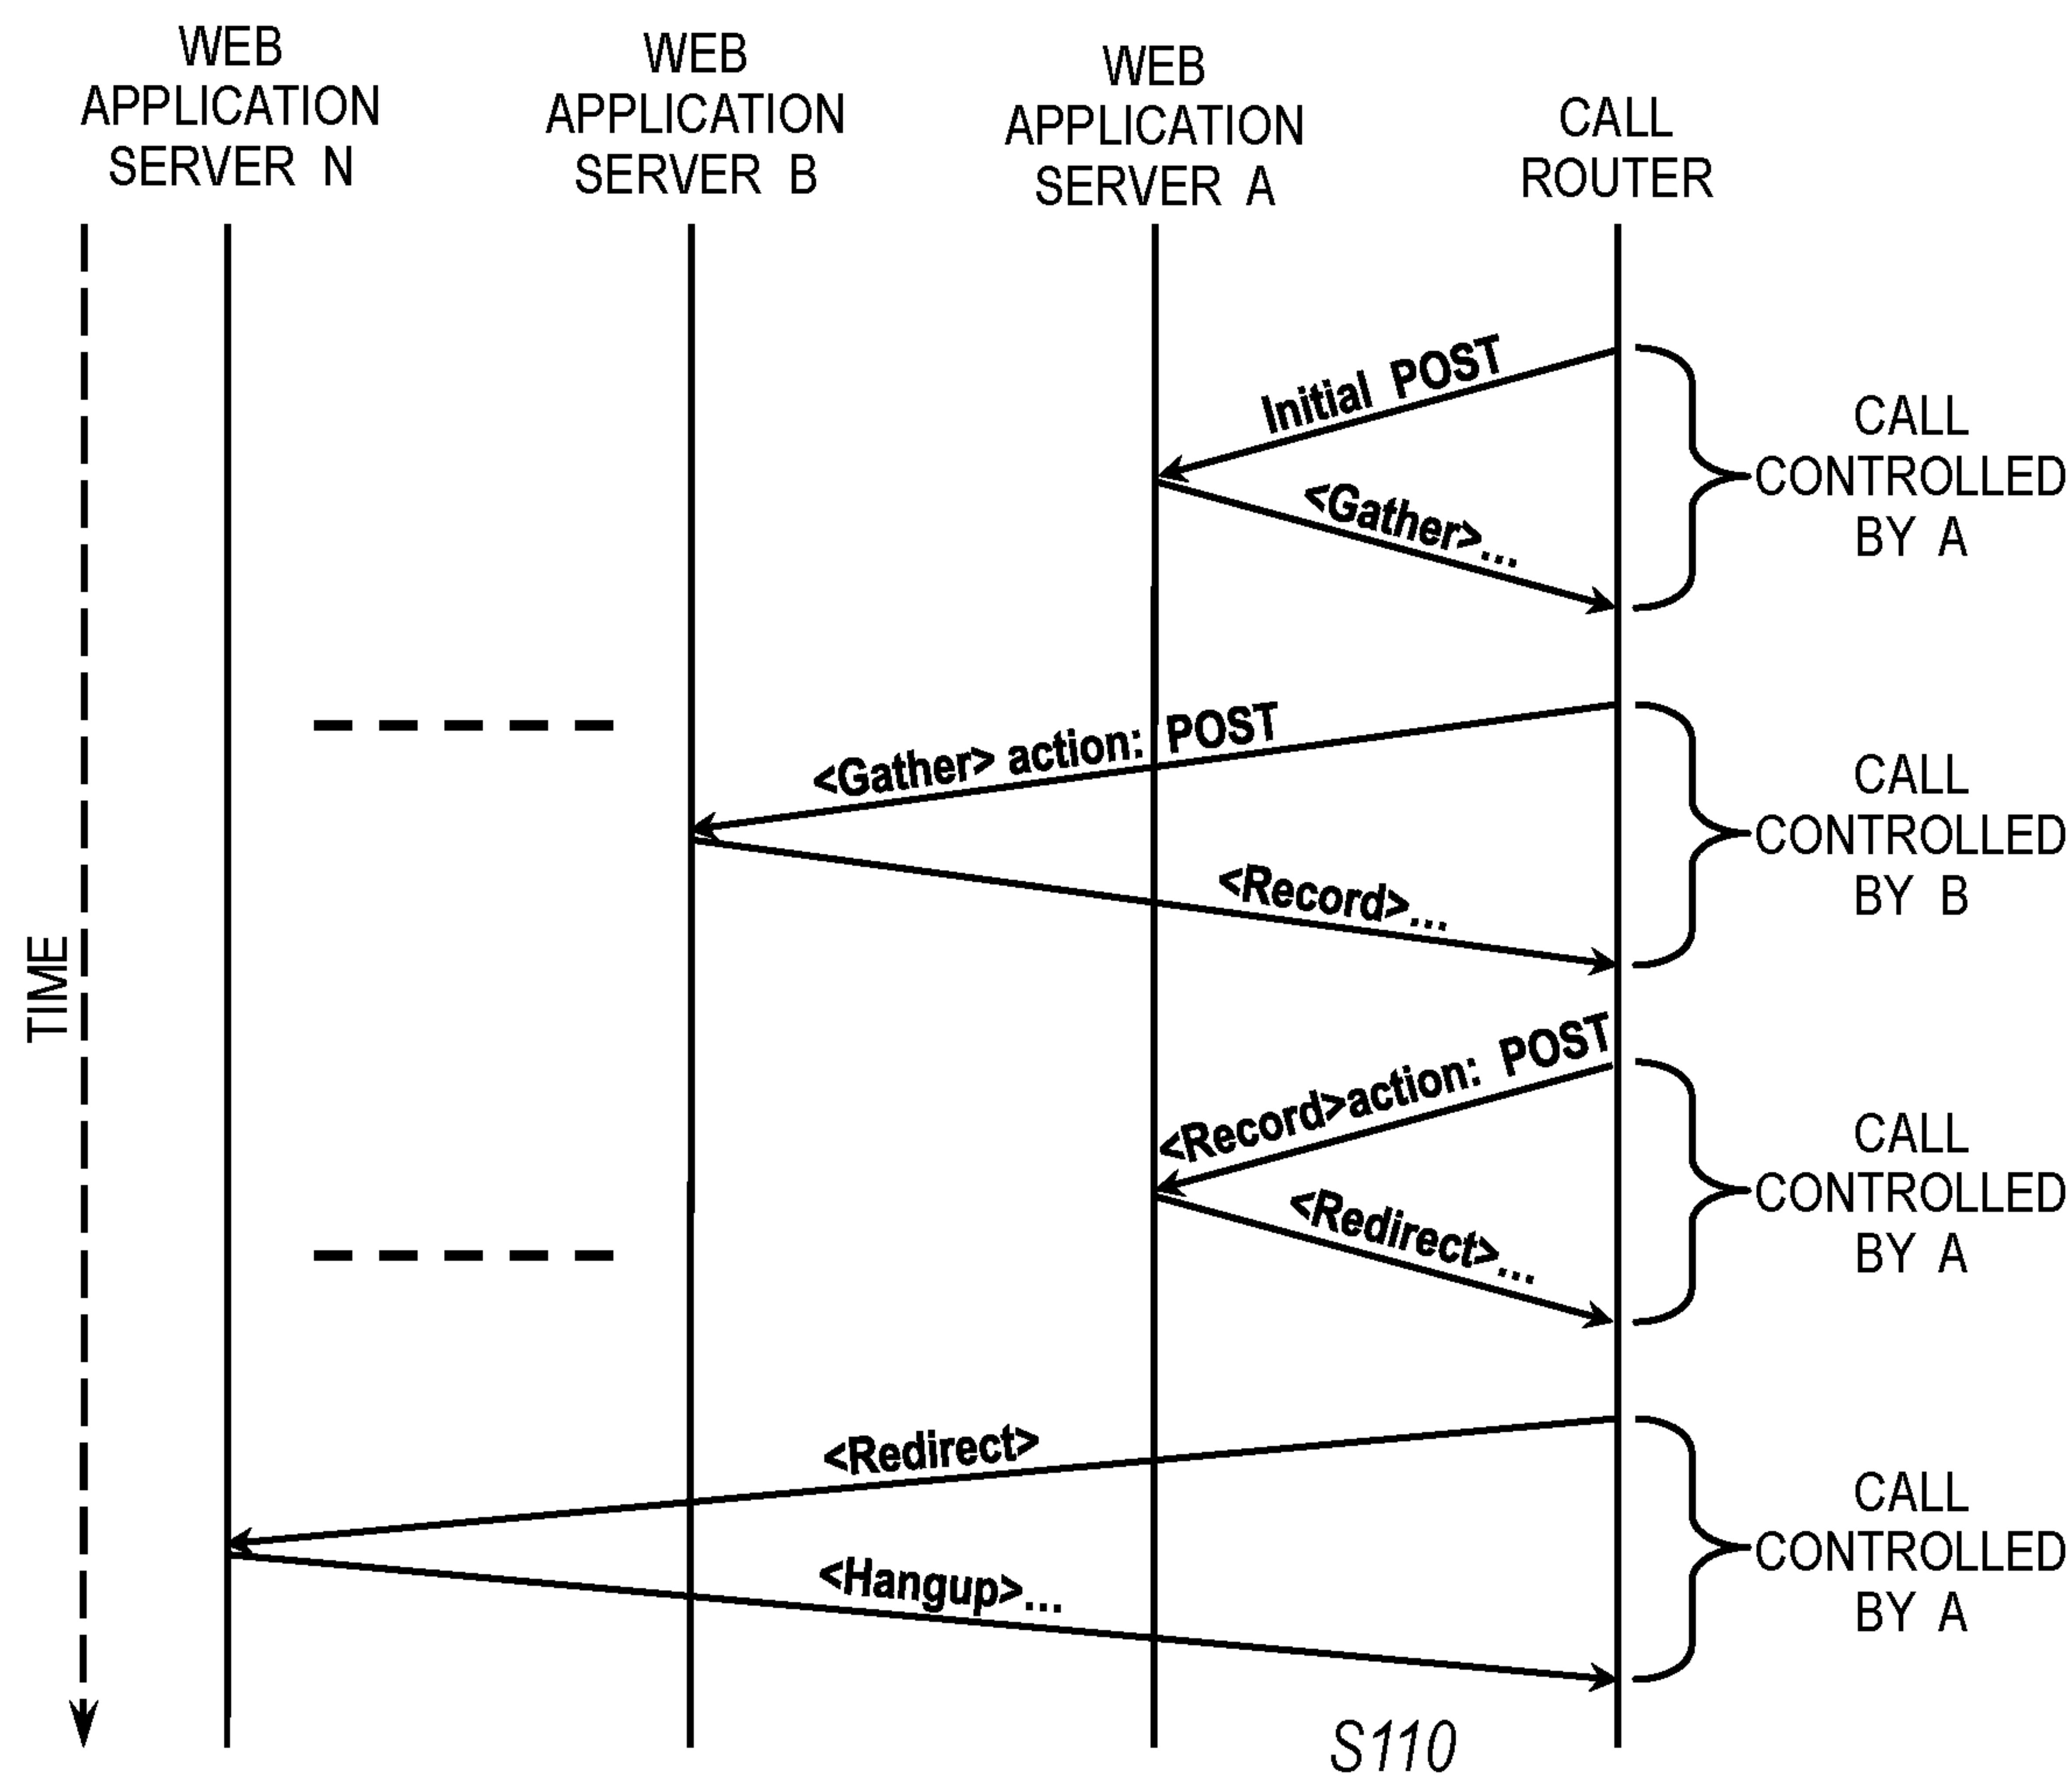 WEB
APPLICATION
SERVER N
WEB
APPLICATION
SERVER B
WEB
APPLICATION
SERVER A
CALL
ROUTER
Initial POST
<Gather>...
CALL
CONTROLLED
BY A
<Gather> action: POST
<Record>...
CALL
CONTROLLED
BY B
TIME
<Record>action: POST
<Redirect>...
CALL
CONTROLLED
BY A
<Redirect>
<Hangup>...
CALL
CONTROLLED
BY A
S110